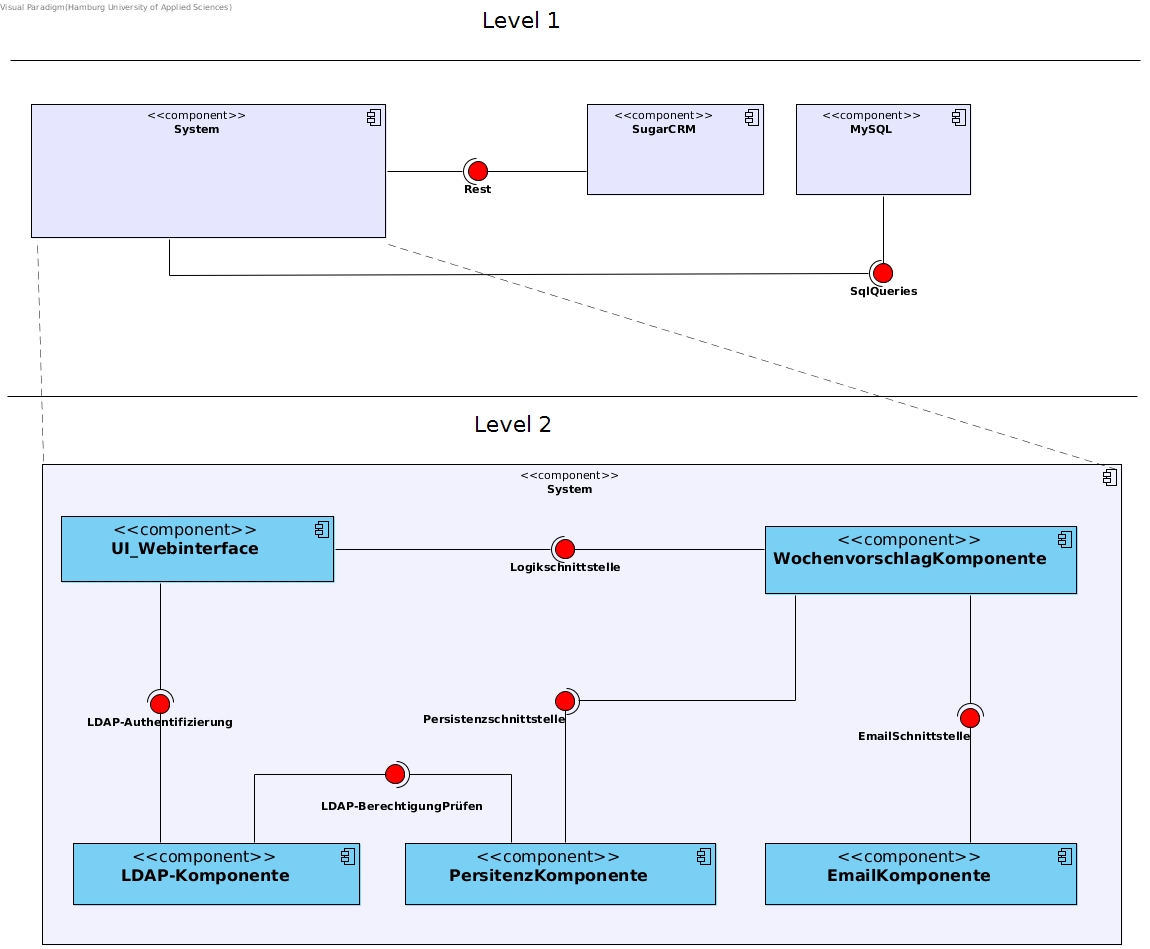 Visual Paradigm(Hamburg University of Applied Sciences)
Level 1
<<component>>
System
<<component>>
SugarCRM
<<component>>
MySQL
Rest
SqlQueries
Level 2
<<component>>
System
<<component>>
UI_Webinterface
<<component>>
WochenvorschlagKomponente
Logikschnittstelle
LDAP-Authentifizierung
Persistenzschnittstelle
EmailSchnittstelle
LDAP-BerechtigungPrüfen
<<component>>
LDAP-Komponente
<<component>>
PersitenzKomponente
<<component>>
EmailKomponente